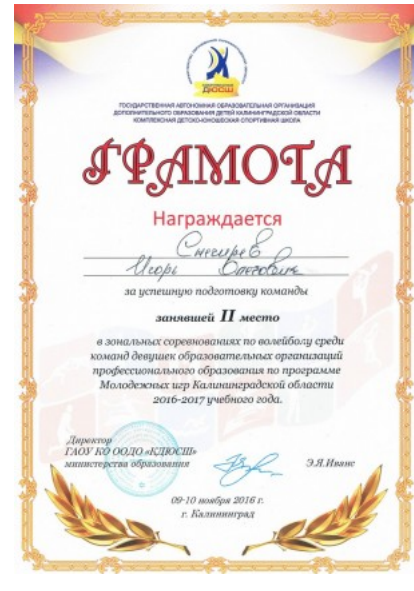 КДЮСШ
ГОСУДАРСТВЕННАЯ АВТОНОМНАЯ ОБРАЗОВАТЕЛЬНАЯ ОРГАНИЗАЦИЯ
ДОПОЛНИТЕЛЬНОГО ОБРАЗОВАНИЯ ДЕТЕЙ КАЛИНИНГРАДСКОЙ ОБЛАСТИ
КОМПЛЕКСНАЯ ДЕТСКО-ЮНОШЕСКАЯ СПОРТИВНАЯ ШКОЛА
ГРАМОТА
Награждается
Снегирев
Игорь Олегович
за успешную подготовку команды
занявшей II место
в зональных соревнованиях по волейболу среди
команд девушек образовательных организаций
профессионального образования по программе
Молодежных игр Калининградской области
2016-2017 учебного года.
Директор
ГАОУ КО ООДО «КДЮСШ»
министерства образования
Э.Я.Иванс
09-10 ноября 2016 г.
г. Калининград